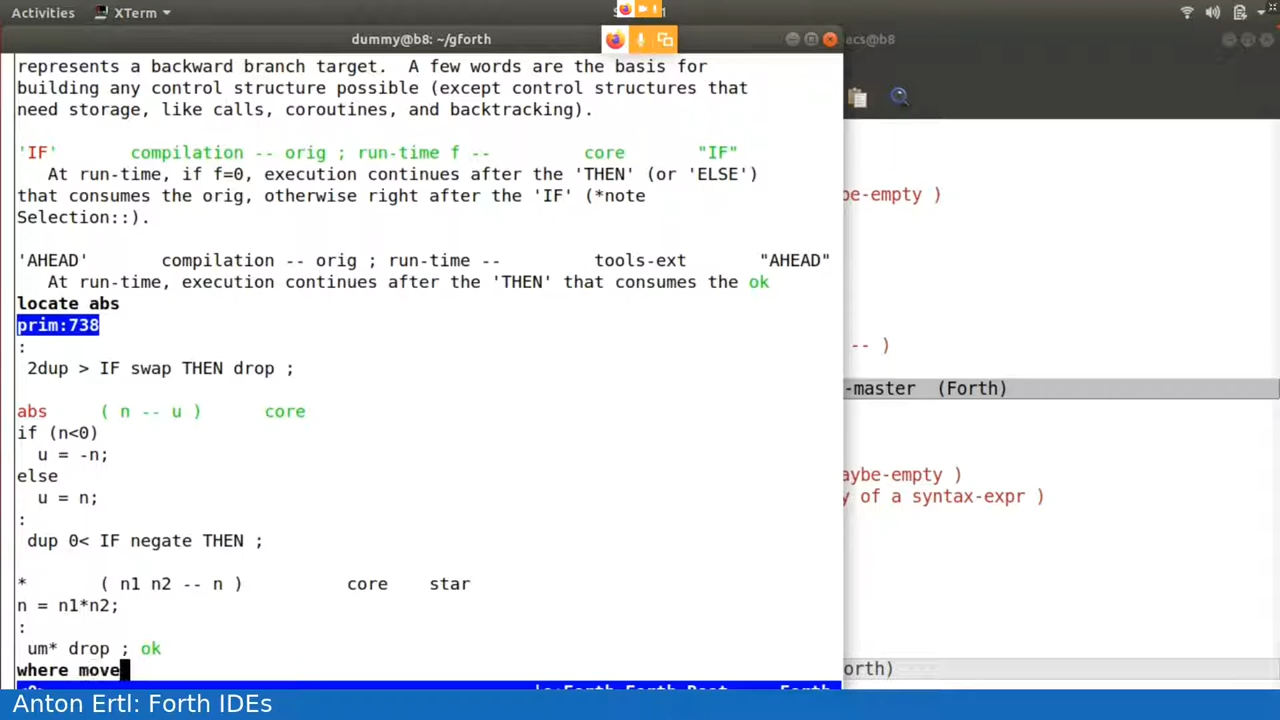 Activities XTerm
dummy@b8: ~/gforth
acs@b8
represents a backward branch target.  A few words are the basis for
building any control structure possible (except control structures that
need storage, like calls, coroutines, and backtracking).
'IF'       compilation -- orig ; run-time f --         core       "IF"
At run-time, if f=0, execution continues after the 'THEN' (or 'ELSE')
that consumes the orig, otherwise right after the 'IF' (*note
Selection::).
'AHEAD'       compilation -- orig ; run-time --         tools-ext       "AHEAD"
At run-time, execution continues after the 'THEN' that consumes the ok
locate abs
prim:738
:
2dup > IF swap THEN drop ;
abs     ( n -- u )      core
if (n<0)
u = -n;
else
u = n;
:
dup 0< IF negate THEN ;
*       ( n1 n2 -- n )            core    star
n = n1*n2;
:
um* drop ; ok
where move
be-empty )
-- )
-master  (Forth)
aybe-empty )
y of a syntax-expr )
orth)
Anton Ertl: Forth IDEs